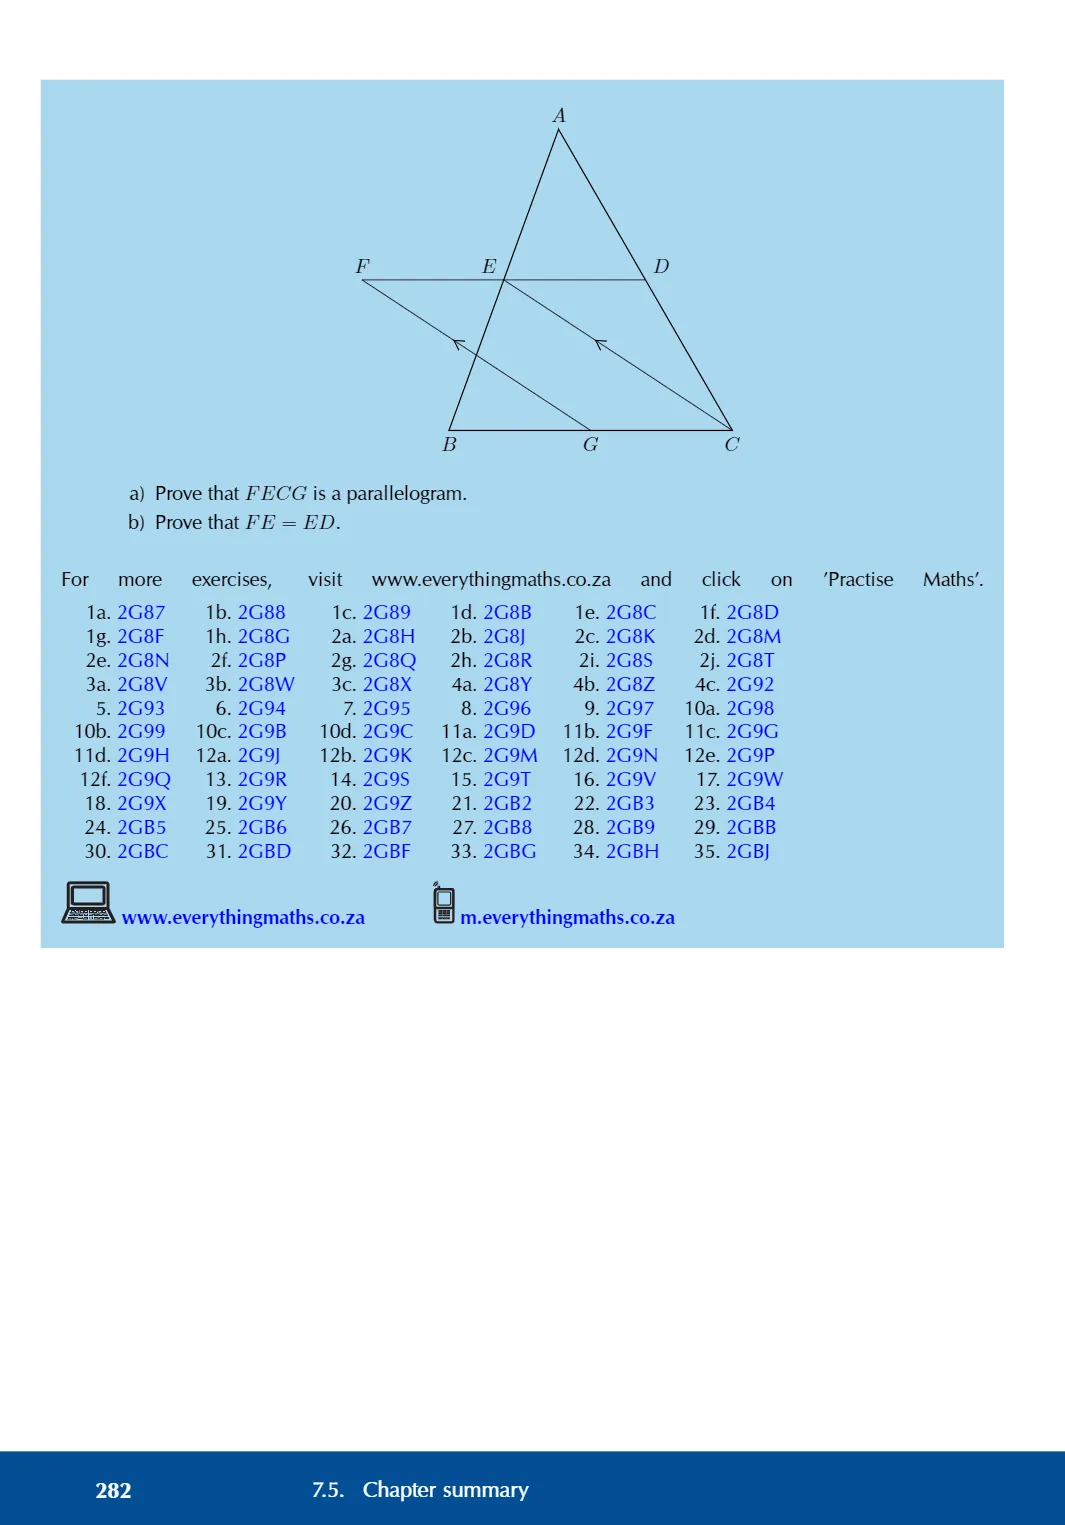 A
F E D
B G C
a) Prove that FECG is a parallelogram.
b) Prove that FE = ED.
For more exercises, visit www.everythingmaths.co.za and click on ’Practise Maths’.
1a. 2G87 1b. 2G88 1c. 2G89 1d. 2G8B 1e. 2G8C 1f. 2G8D
1g. 2G8F 1h. 2G8G 2a. 2G8H 2b. 2G8J 2c. 2G8K 2d. 2G8M
2e. 2G8N 2f. 2G8P 2g. 2G8Q 2h. 2G8R 2i. 2G8S 2j. 2G8T
3a. 2G8V 3b. 2G8W 3c. 2G8X 4a. 2G8Y 4b. 2G8Z 4c. 2G92
5. 2G93 6. 2G94 7. 2G95 8. 2G96 9. 2G97 10a. 2G98
10b. 2G99 10c. 2G9B 10d. 2G9C 11a. 2G9D 11b. 2G9F 11c. 2G9G
11d. 2G9H 12a. 2G9J 12b. 2G9K 12c. 2G9M 12d. 2G9N 12e. 2G9P
12f. 2G9Q 13. 2G9R 14. 2G9S 15. 2G9T 16. 2G9V 17. 2G9W
18. 2G9X 19. 2G9Y 20. 2G9Z 21. 2GB2 22. 2GB3 23. 2GB4
24. 2GB5 25. 2GB6 26. 2GB7 27. 2GB8 28. 2GB9 29. 2GBB
30. 2GBC 31. 2GBD 32. 2GBF 33. 2GBG 34. 2GBH 35. 2GBJ
www.everythingmaths.co.za m.everythingmaths.co.za
282 7.5. Chapter summary